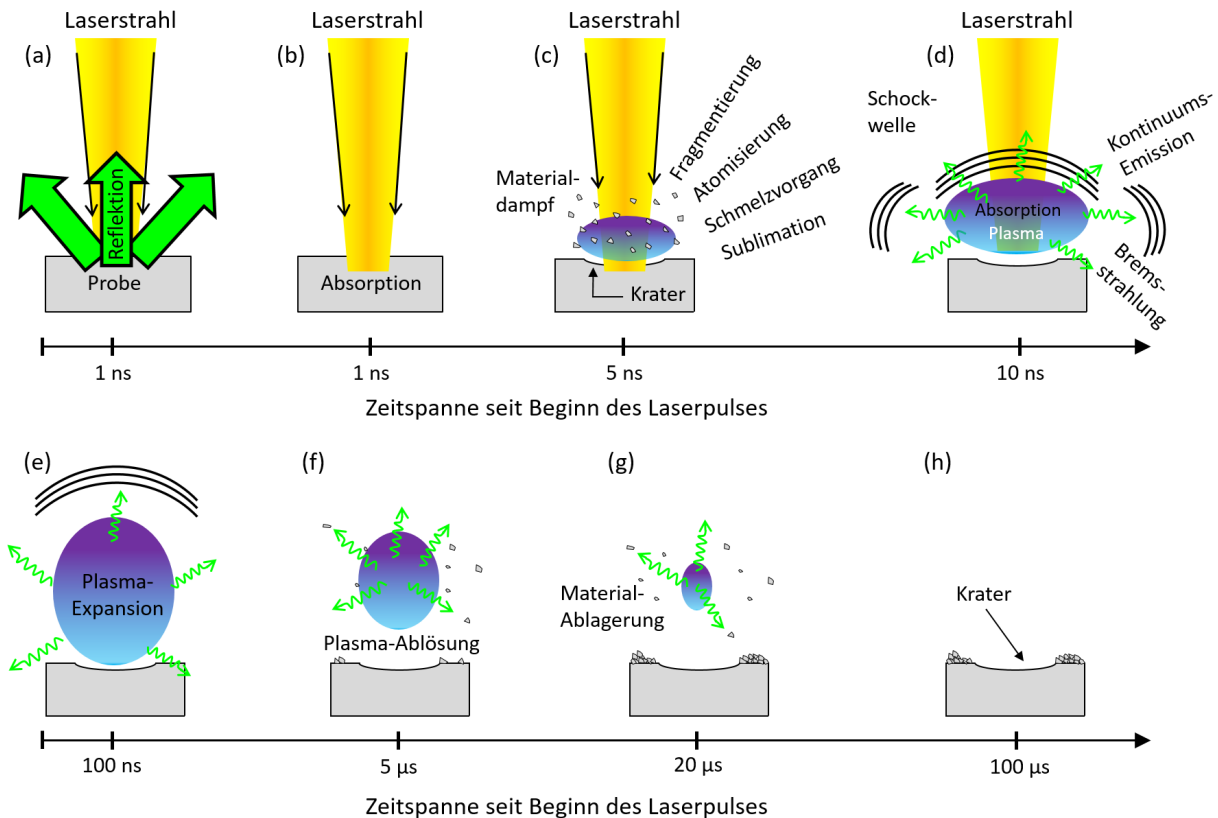 Laserstrahl
Laserstrahl
Laserstrahl
Laserstrahl
(a)
(b)
(c)
(d)
Reflektion
Probe
Absorption
Material-
dampf
Fragmentierung
Atomisierung
Schmelzvorgang
Sublimation
Krater
Schock-
welle
Kontinuums-
Emission
Absorption
Plasma
Brems-
strahlung
1 ns
1 ns
5 ns
10 ns
Zeitspanne seit Beginn des Laserpulses
(e)
(f)
(g)
(h)
Plasma-
Expansion
Plasma-Ablösung
Material-
Ablagerung
Krater
100 ns
5 µs
20 µs
100 µs
Zeitspanne seit Beginn des Laserpulses